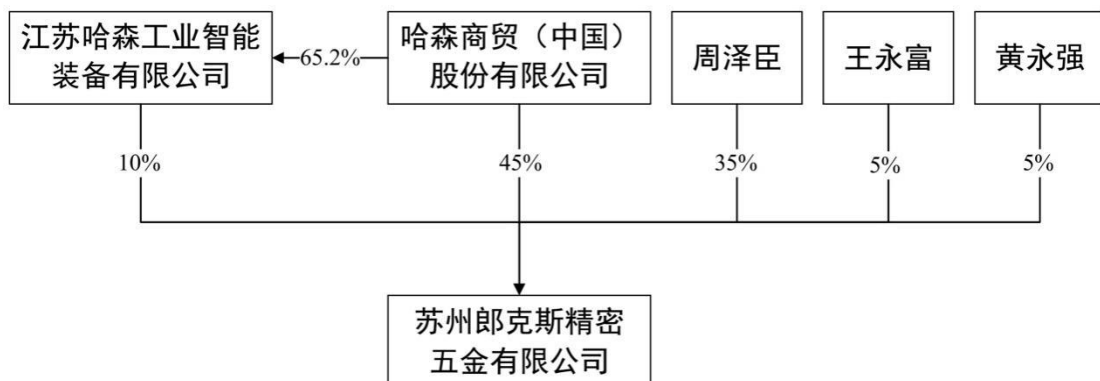 江苏哈森工业智能
装备有限公司
65.2%
哈森商贸（中国）
股份有限公司
周泽臣
王永富
黄永强
10%
45%
35%
5%
5%
苏州郎克斯精密
五金有限公司